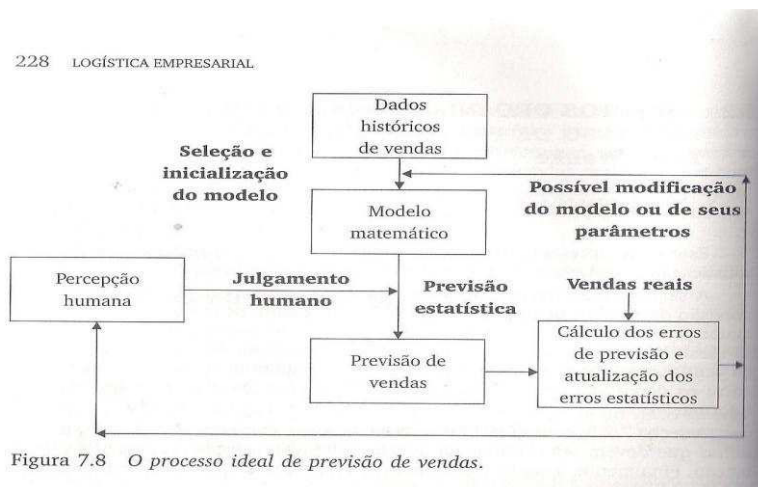 228 LOGÍSTICA EMPRESARIAL
Dados
históricos
de vendas
Seleção e
inicialização
do modelo
Possível modificação
do modelo ou de seus
parâmetros
Modelo
matemático
Percepção
humana
Julgamento
humano
Previsão
estatística
Vendas reais
Previsão de
vendas
Cálculo dos erros
de previsão e
atualização dos
erros estatísticos
Figura 7.8 O processo ideal de previsão de vendas.